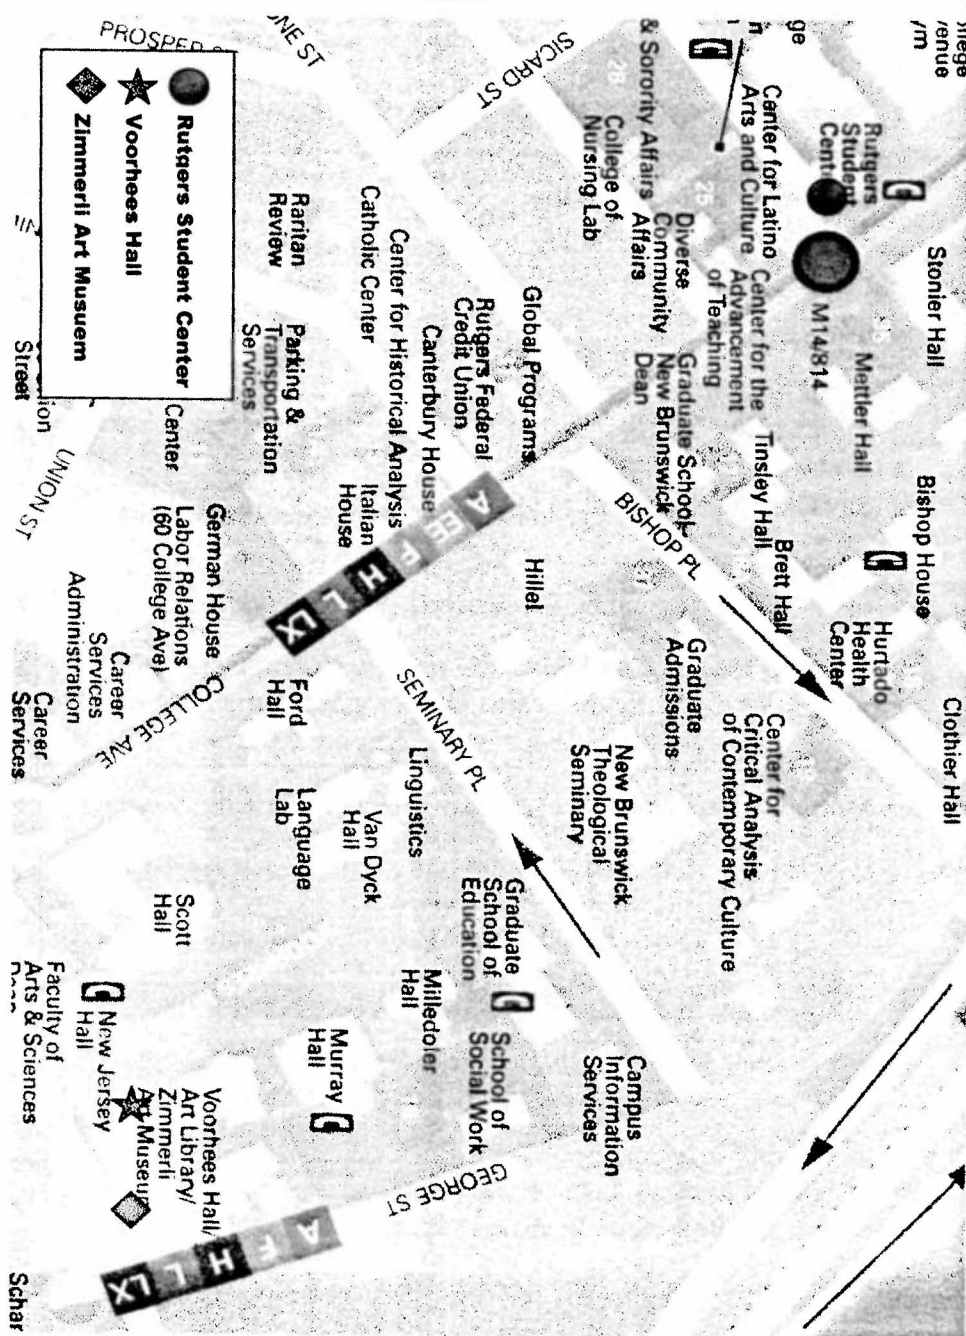 Rutgers Student Center
Voorhees Hall
Zimmerli Art Musuem
SICARD ST
& Sorority Affairs
28
College of
Nursing Lab
Center for Latino
Arts and Culture
25
Rutgers
Student
Stonier Hall
Diverse
Community
Affairs
Center for the
Advancement
of Teaching
M14/814
Mettler Hall
Raritan
Review
Catholic Center
Center for Historical Analysis
Canterbury House
Rutgers Federal
Credit Union
Global Programs
Graduate School
New Brunswick
Dean
Tinsley Hall
Brett Hall
Bishop House
Parking &
Transportation
Services
Center
Italian
House
A EE F H L LX
Hillel
BISHOP PL
Hurtado
Health
Center
Street
UNION ST
German House
Labor Relations
(60 College Ave)
Career
Services
Administration
Career
Services
COLLEGE AVE
Ford
Hall
SEMINARY PL
Graduate
Admissions
Clothier Hall
Center for
Critical Analysis
of Contemporary Culture
New Brunswick
Theological
Seminary
Linguistics
Van Dyck
Hall
Language
Lab
Scott
Hall
Graduate
School of
Education
Milledoler
Hall
Murray
Hall
School of
Social Work
Campus
Information
Services
Faculty of
Arts & Sciences
New Jersey
Hall
Voorhees Hall/
Art Library/
Zimmerli
GEORGE ST
A F H L LX
Schar